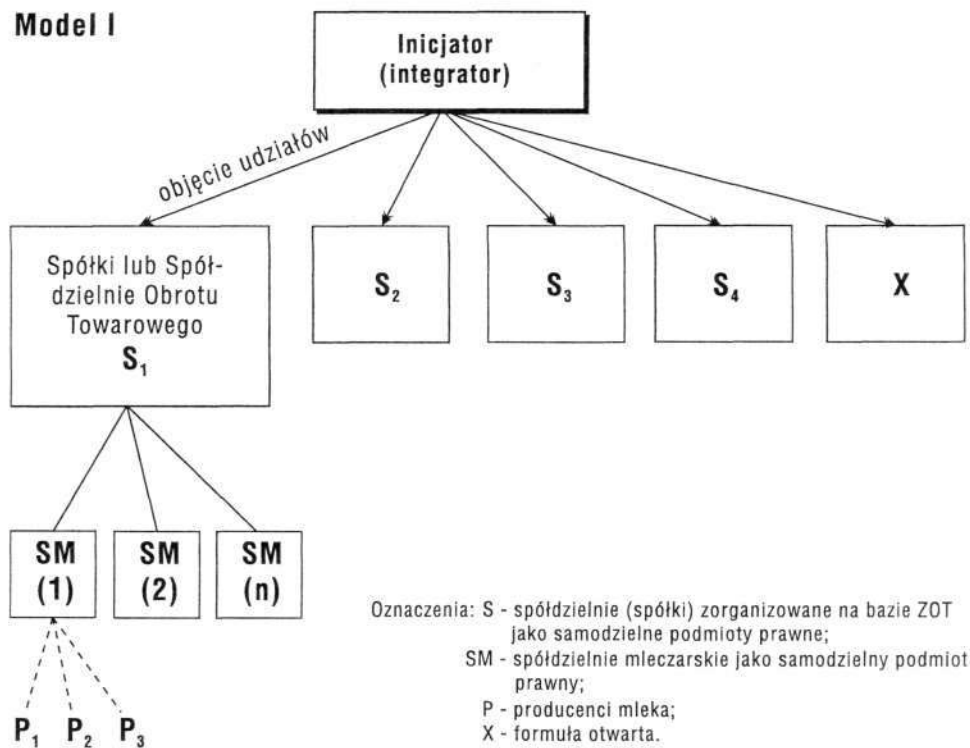 Model I
Inicjator
(integrator)
objęcie udziałów
Spółki lub Spół-
dzielnie Obrotu
Towarowego
S₁
S₂
S₃
S₄
X
SM
(1)
SM
(2)
SM
(n)
P₁ P₂ P₃
Oznaczenia: S - spółdzielnie (spółki) zorganizowane na bazie ZOT
jako samodzielne podmioty prawne;
SM - spółdzielnie mleczarskie jako samodzielny podmiot
prawny;
P - producenci mleka;
X - formuła otwarta.